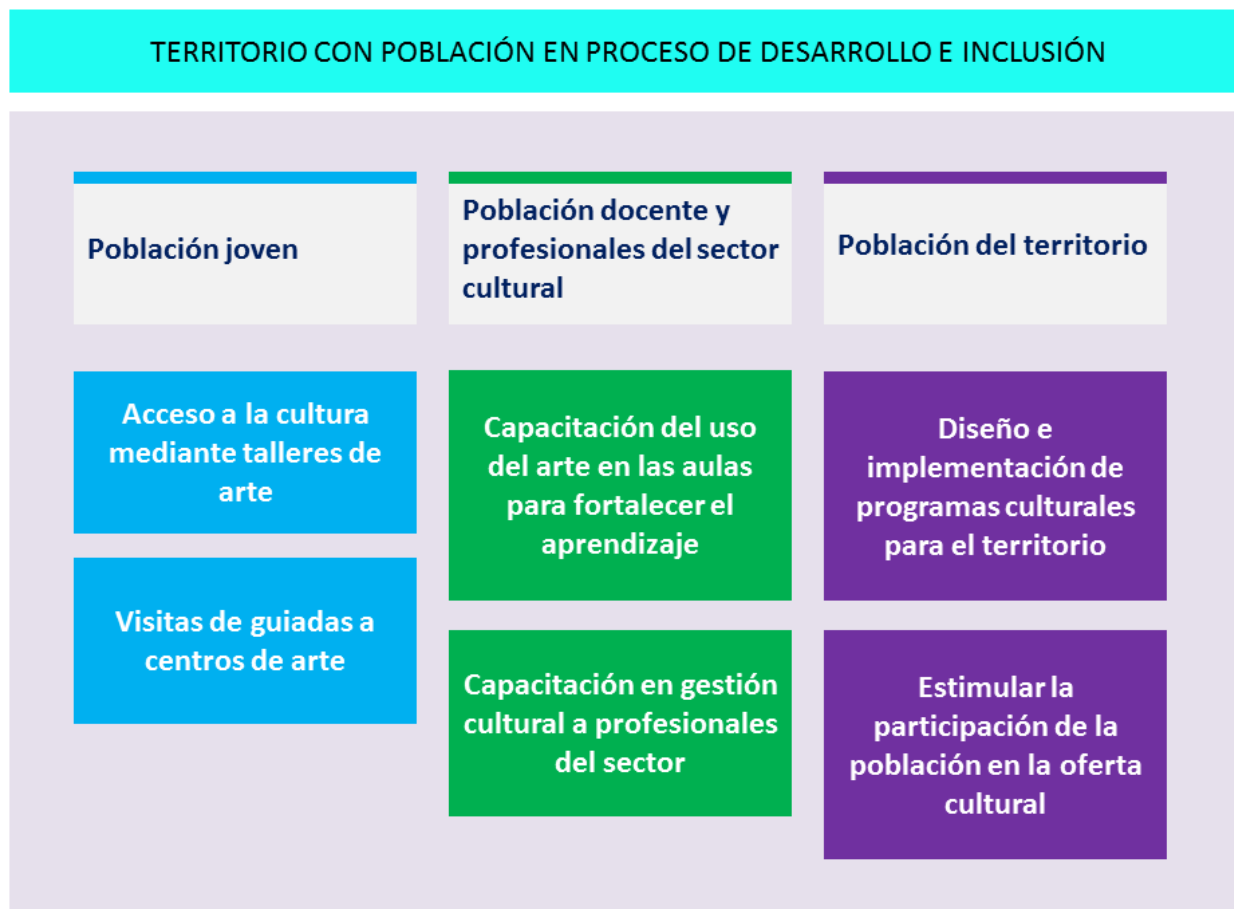 TERRITORIO CON POBLACIÓN EN PROCESO DE DESARROLLO E INCLUSIÓN
Población joven
Acceso a la cultura
mediante talleres de
arte
Visitas de guiadas a
centros de arte
Población docente y
profesionales del sector
cultural
Capacitación del uso
del arte en las aulas
para fortalecer el
aprendizaje
Capacitación en gestión
cultural a profesionales
del sector
Población del territorio
Diseño e
implementación de
programas culturales
para el territorio
Estimular la
participación de la
población en la oferta
cultural